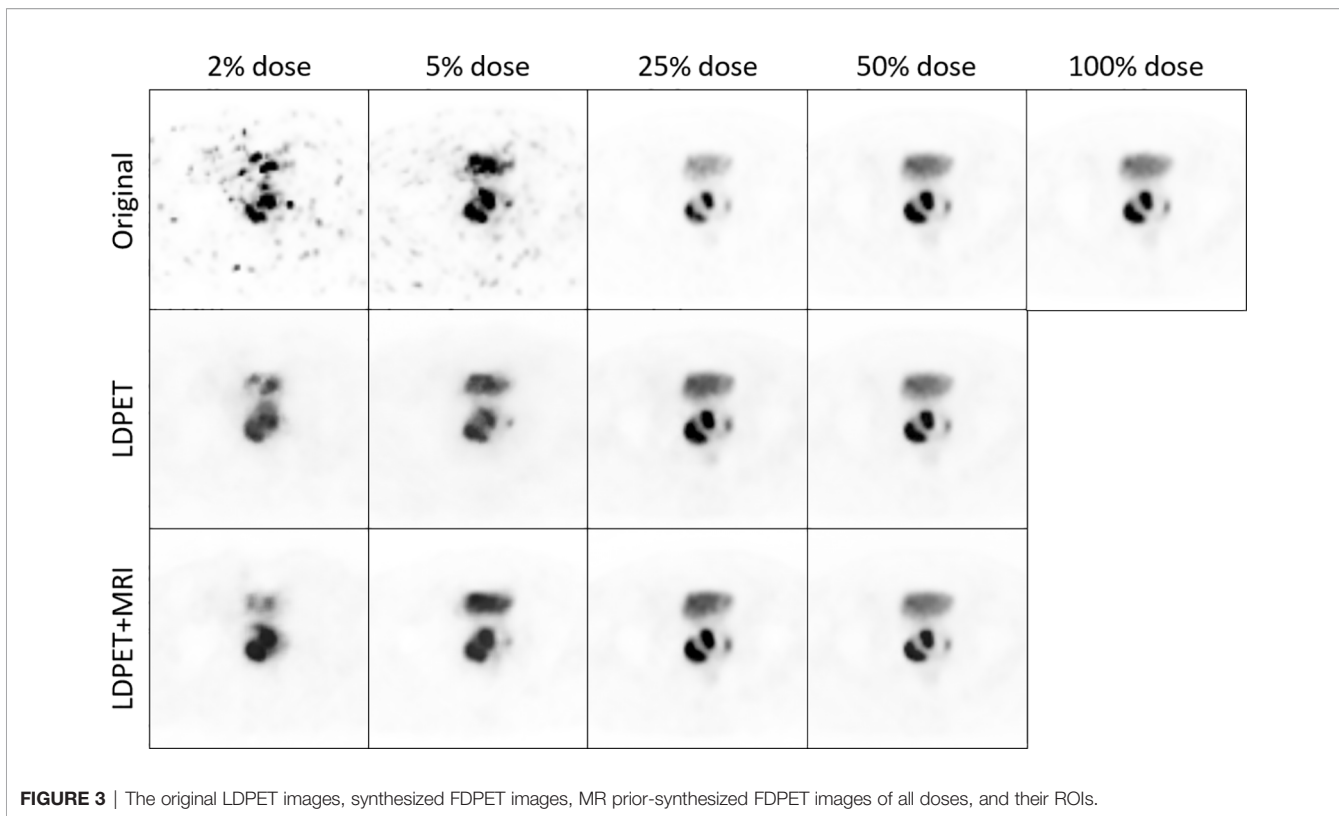 2% dose
5% dose
25% dose
50% dose
100% dose
Original
LDPET
LDPET+MRI
FIGURE 3 | The original LDPET images, synthesized FDPET images, MR prior-synthesized FDPET images of all doses, and their ROIs.